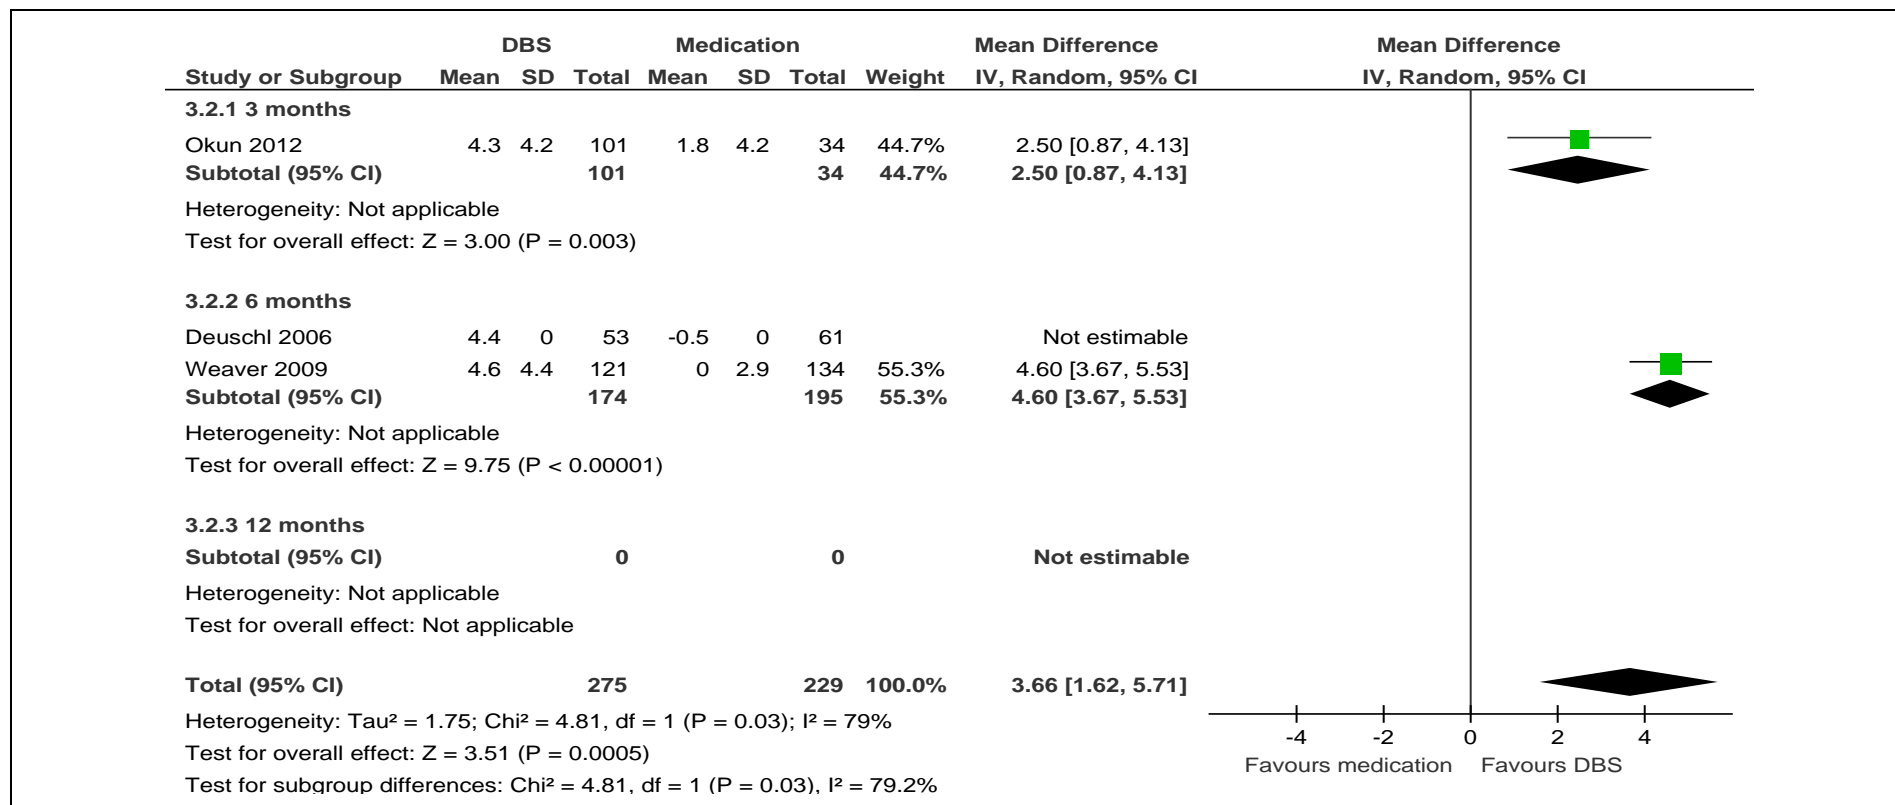 DBS Medication Mean Difference Mean Difference
Study or Subgroup Mean SD Total Mean SD Total Weight IV, Random, 95% CI IV, Random, 95% CI
3.2.1 3 months
Okun 2012 4.3 4.2 101 1.8 4.2 34 44.7% 2.50 [0.87, 4.13]
Subtotal (95% CI) 101 34 44.7% 2.50 [0.87, 4.13]
Heterogeneity: Not applicable
Test for overall effect: Z = 3.00 (P = 0.003)
3.2.2 6 months
Deuschl 2006 4.4 0 53 -0.5 0 61 Not estimable
Weaver 2009 4.6 4.4 121 0 2.9 134 55.3% 4.60 [3.67, 5.53]
Subtotal (95% CI) 174 195 55.3% 4.60 [3.67, 5.53]
Heterogeneity: Not applicable
Test for overall effect: Z = 9.75 (P < 0.00001)
3.2.3 12 months
Subtotal (95% CI) 0 0 Not estimable
Heterogeneity: Not applicable
Test for overall effect: Not applicable
Total (95% CI) 275 229 100.0% 3.66 [1.62, 5.71]
Heterogeneity: Tau² = 1.75; Chi² = 4.81, df = 1 (P = 0.03); I² = 79%
Test for overall effect: Z = 3.51 (P = 0.0005)
Test for subgroup differences: Chi² = 4.81, df = 1 (P = 0.03), I² = 79.2%
-4 -2 0 2 4
Favours medication Favours DBS